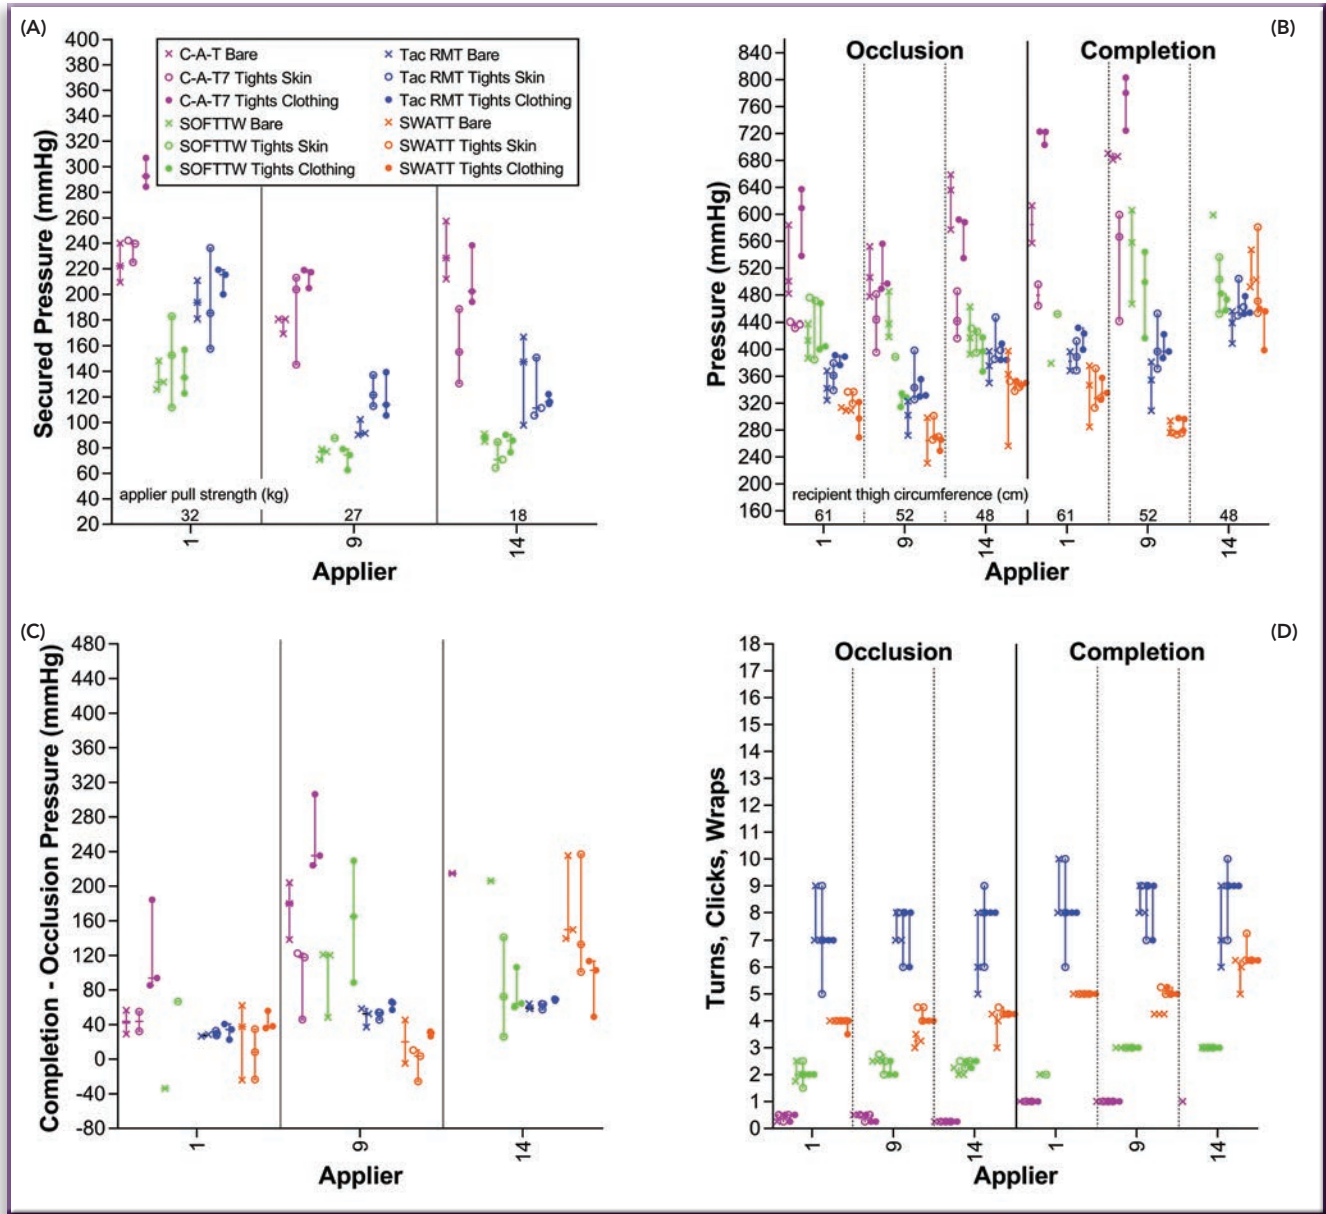 (A)
Secured Pressure (mmHg)
400
380
360
340
320
300
280
260
240
220
200
180
160
140
120
100
80
60
40
20
C-A-T Bare
C-A-T7 Tights Skin
C-A-T7 Tights Clothing
SOFTTW Bare
SOFTTW Tights Skin
SOFTTW Tights Clothing
Tac RMT Bare
Tac RMT Tights Skin
Tac RMT Tights Clothing
SWATT Bare
SWATT Tights Skin
SWATT Tights Clothing
applier pull strength (kg)
32 27 18
1 9 14
Applier
(B)
Occlusion Completion
Pressure (mmHg)
840
800
760
720
680
640
600
560
520
480
440
400
360
320
280
240
200
160
recipient thigh circumference (cm)
61 52 48 61 52 48
1 9 14 1 9 14
Applier
(C)
Completion - Occlusion Pressure (mmHg)
480
440
400
360
320
280
240
200
160
120
80
40
0
-40
-80
1 9 14
Applier
(D)
Occlusion Completion
Turns, Clicks, Wraps
18
17
16
15
14
13
12
11
10
9
8
7
6
5
4
3
2
1
0
1 9 14 1 9 14
Applier